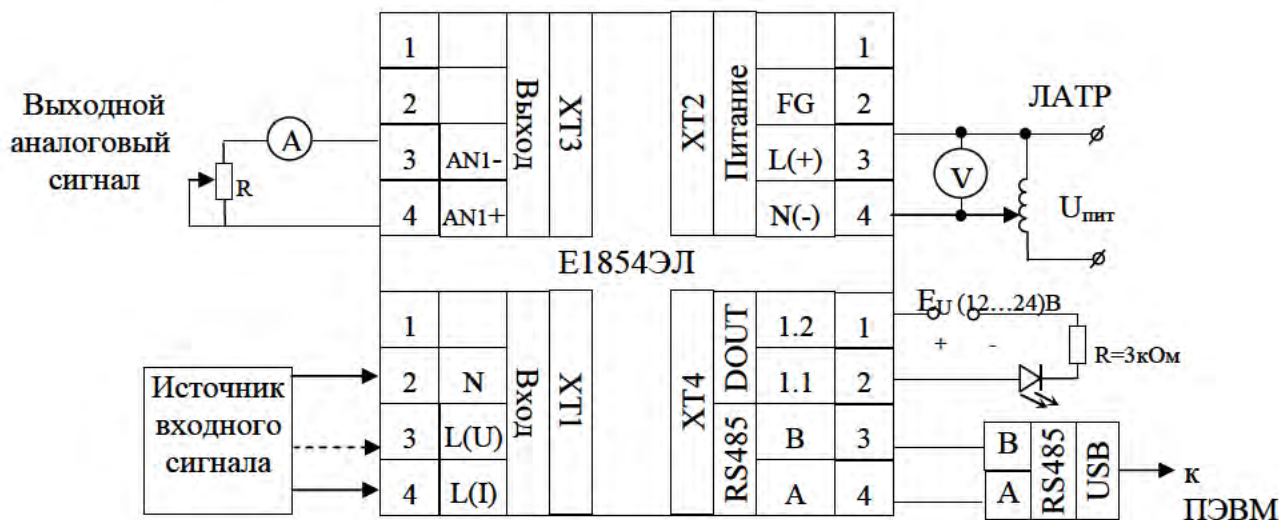 Выходной
аналоговый
сигнал
A
R
1
2
3 AN1-
4 AN1+
Выход
XT3
XT2
Питание
1
FG 2
L(+) 3
N(-) 4
ЛАТР
V
Uпит
Е1854ЭЛ
Источник
входного
сигнала
1
2 N
3 L(U)
4 L(I)
Вход
XT1
XT4
DOUT
RS485
1.2 1
1.1 2
B 3
A 4
EU (12...24)В
+ -
R=3кОм
B
A
RS485
USB
к
ПЭВМ